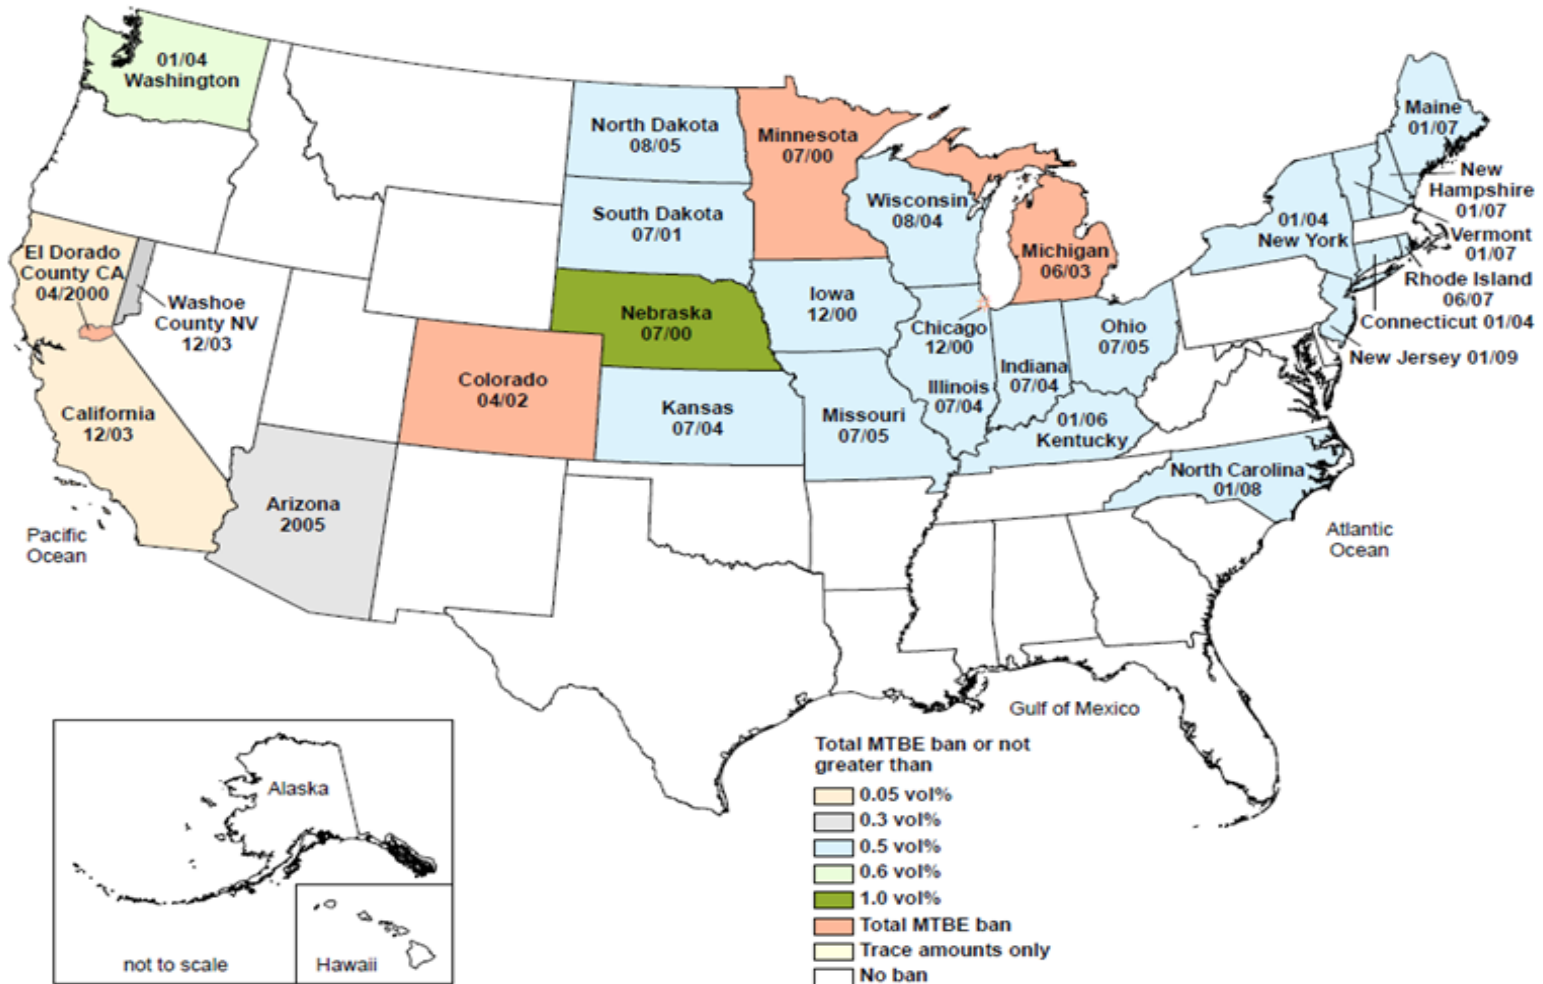 01/04
Washington
North Dakota
08/05
Minnesota
07/00
Maine
01/07
New
Hampshire
01/07
Wisconsin
08/04
South Dakota
07/01
01/04
New York
Vermont
01/07
Michigan
06/03
El Dorado
County CA
04/2000
Rhode Island
06/07
Washoe
County NV
12/03
Iowa
12/00
Nebraska
07/00
Chicago
12/00
Ohio
07/05
Connecticut 01/04
New Jersey 01/09
Indiana
07/04
Colorado
04/02
Illinois
07/04
Kansas
07/04
Missouri
07/05
California
12/03
01/06
Kentucky
North Carolina
01/08
Arizona
2005
Pacific
Ocean
Atlantic
Ocean
Gulf of Mexico
Total MTBE ban or not
greater than
0.05 vol%
0.3 vol%
0.5 vol%
0.6 vol%
1.0 vol%
Total MTBE ban
Trace amounts only
No ban
Alaska
not to scale
Hawaii